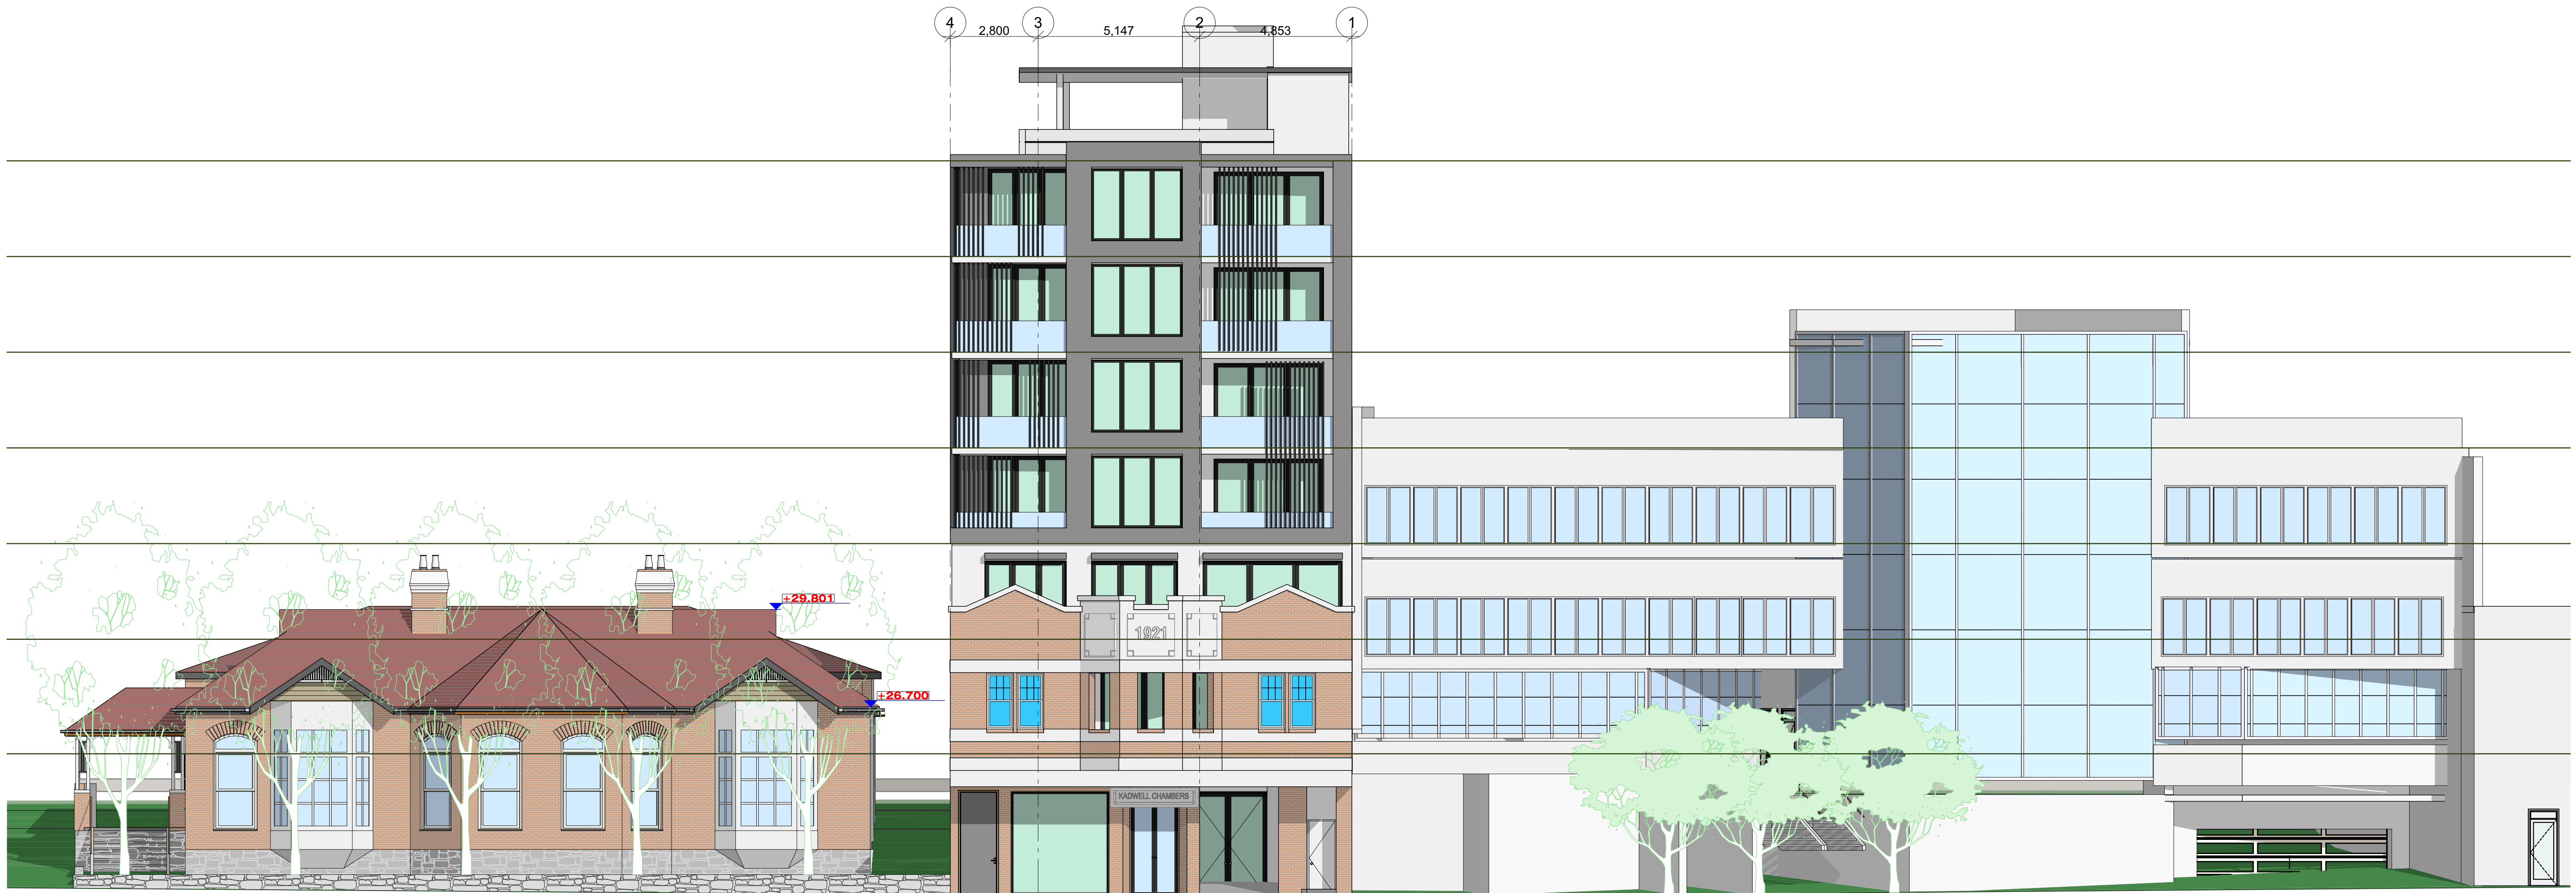 4 3 2 1
2,800 5,147 4,853
+29.801
1921
+26.700
KADWELL CHAMBERS